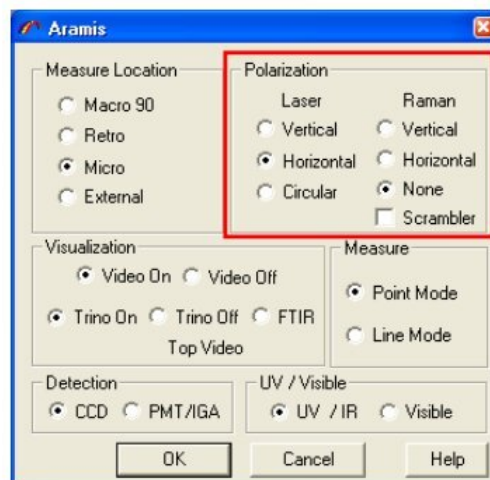 Aramis
Measure Location
Macro 90
Retro
Micro
External
Polarization
Laser Raman
Vertical Vertical
Horizontal Horizontal
Circular None
Scrambler
Visualization
Video On Video Off
Trino On Trino Off FTIR
Top Video
Measure
Point Mode
Line Mode
Detection
CCD PMT/IGA
UV / Visible
UV / IR Visible
OK Cancel Help